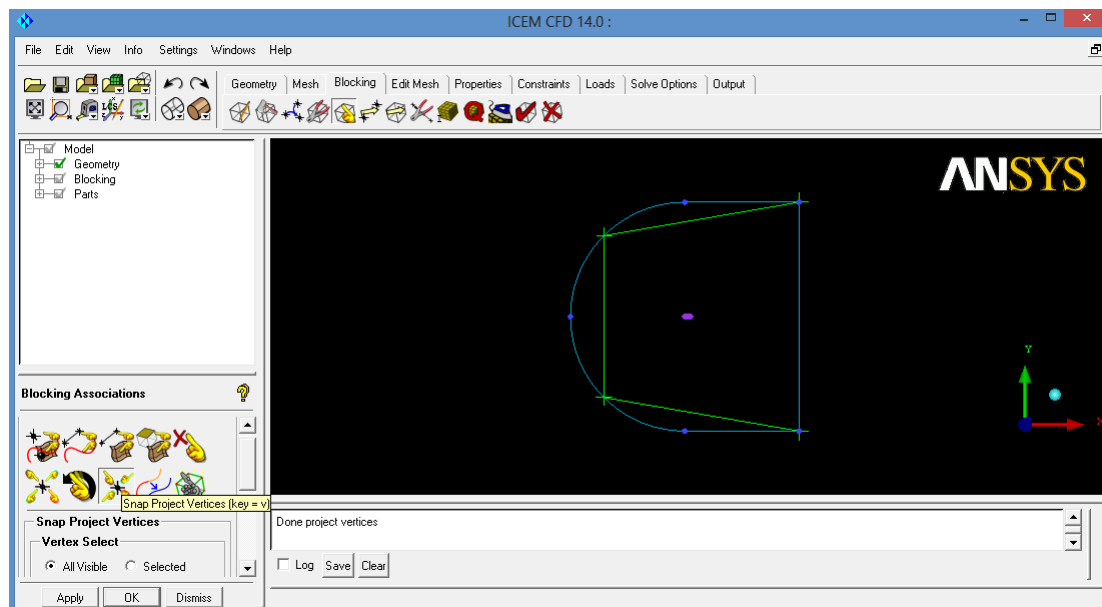 ICEM CFD 14.0 :
File Edit View Info Settings Windows Help
Geometry Mesh Blocking Edit Mesh Properties Constraints Loads Solve Options Output
Model
Geometry
Blocking
Parts
ANSYS
Y
X
Blocking Associations
Snap Project Vertices (key = v)
Snap Project Vertices
Vertex Select
All Visible Selected
Apply OK Dismiss
Done project vertices
Log Save Clear